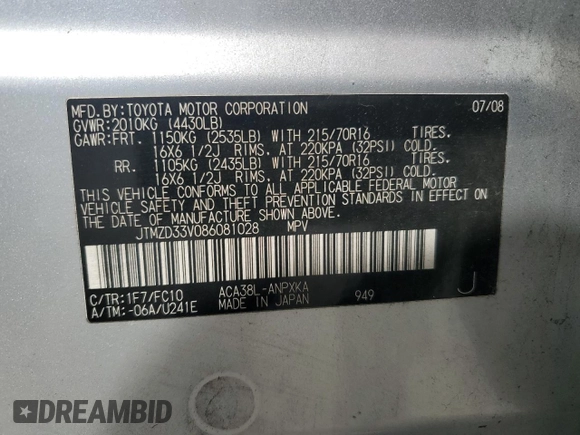 MFD.BY:TOYOTA MOTOR CORPORATION 07/08
GVWR:2010KG (4430LB)
GAWR:FRT. 1150KG (2535LB) WITH 215/70R16 TIRES.
16X6 1/2J RIMS. AT 220KPA (32PSI) COLD.
RR. 1105KG (2435LB) WITH 215/70R16 TIRES.
16X6 1/2J RIMS. AT 220KPA (32PSI) COLD.
THIS VEHICLE CONFORMS TO ALL APPLICABLE FEDERAL MOTOR
VEHICLE SAFETY AND THEFT PREVENTION STANDARDS IN EFFECT ON
THE DATE OF MANUFACTURE SHOWN ABOVE.
JTMZD33V086081028 MPV
C/TR:1F7/FC10 ACA38L-ANPXKA J
A/TM:-06A/U241E MADE IN JAPAN 949
DREAMBID